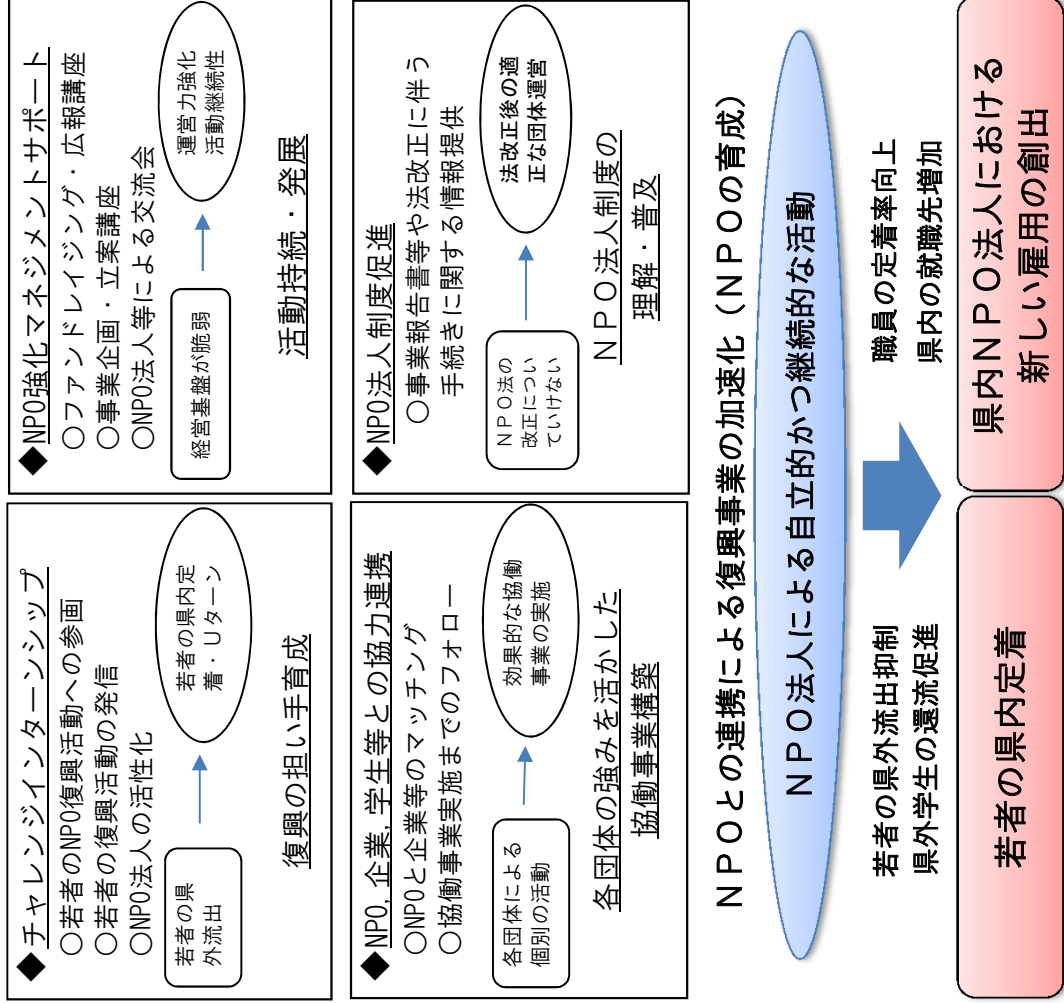 ◆チャレンジインターンシップ
○若者のNPO復興活動への参画
○若者の復興活動の発信
○NPO法人の活性化
若者の県
外流出
若者の県内定
着・Uターン
復興の担い手育成
◆NPO強化マネジメントサポート
○ファンドレイジング・広報講座
○事業企画・立案講座
○NPO法人等による交流会
経営基盤が脆弱
運営力強化
活動継続性
活動持続・発展
◆NPO,企業,学生等との協力連携
○NPOと企業等のマッチング
○協働事業実施までのフォロー
各団体による
個別の活動
効果的な協働
事業の実施
各団体の強みを活かした
協働事業構築
◆NPO法人制度促進
○事業報告書等や法改正に伴う
手続きに関する情報提供
ＮＰＯ法の
改正につい
ていけない
法改正後の適
正な団体運営
ＮＰＯ法人制度の
理解・普及
ＮＰＯとの連携による復興事業の加速化（ＮＰＯの育成）
ＮＰＯ法人による自立的かつ継続的な活動
若者の県外流出抑制
県外学生の還流促進
職員の定着率向上
県内の就職先増加
若者の県内定着
県内ＮＰＯ法人における
新しい雇用の創出